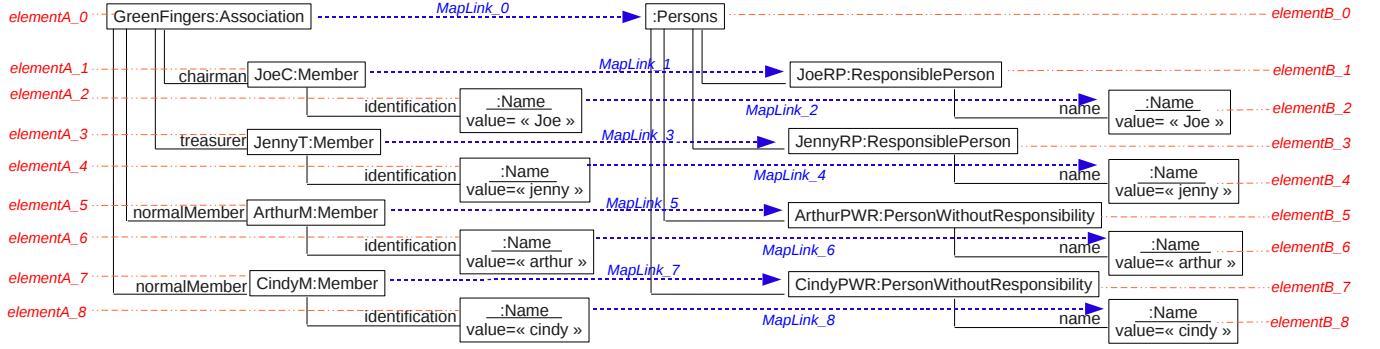 elementA_0 GreenFingers:Association MapLink_0 :Persons elementB_0
elementA_1 chairman JoeC:Member MapLink_1 JoeRP:ResponsiblePerson elementB_1
elementA_2 identification :Name MapLink_2 name :Name elementB_2
value= « Joe » value= « Joe »
elementA_3 treasurer JennyT:Member MapLink_3 JennyRP:ResponsiblePerson elementB_3
elementA_4 identification :Name MapLink_4 name :Name elementB_4
value=« jenny » value=« jenny »
elementA_5 normalMember ArthurM:Member MapLink_5 ArthurPWR:PersonWithoutResponsibility elementB_5
elementA_6 identification :Name MapLink_6 name :Name elementB_6
value=« arthur » value=« arthur »
elementA_7 normalMember CindyM:Member MapLink_7 CindyPWR:PersonWithoutResponsibility elementB_7
elementA_8 identification :Name MapLink_8 name :Name elementB_8
value=« cindy » value=« cindy »